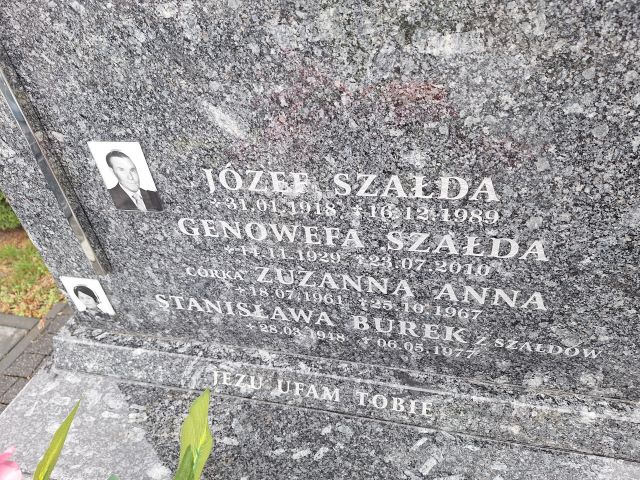 JÓZEF SZAŁDA
*31.01.1918 †16.12.1989
GENOWEFA SZAŁDA
*14.11.1929 †23.07.2010
CÓRKA ZUZANNA ANNA
*18.07.1961 †25.10.1967
STANISŁAWA BUREK Z SZAŁDÓW
*28.03.1948 †06.05.1977
JEZU UFAM TOBIE